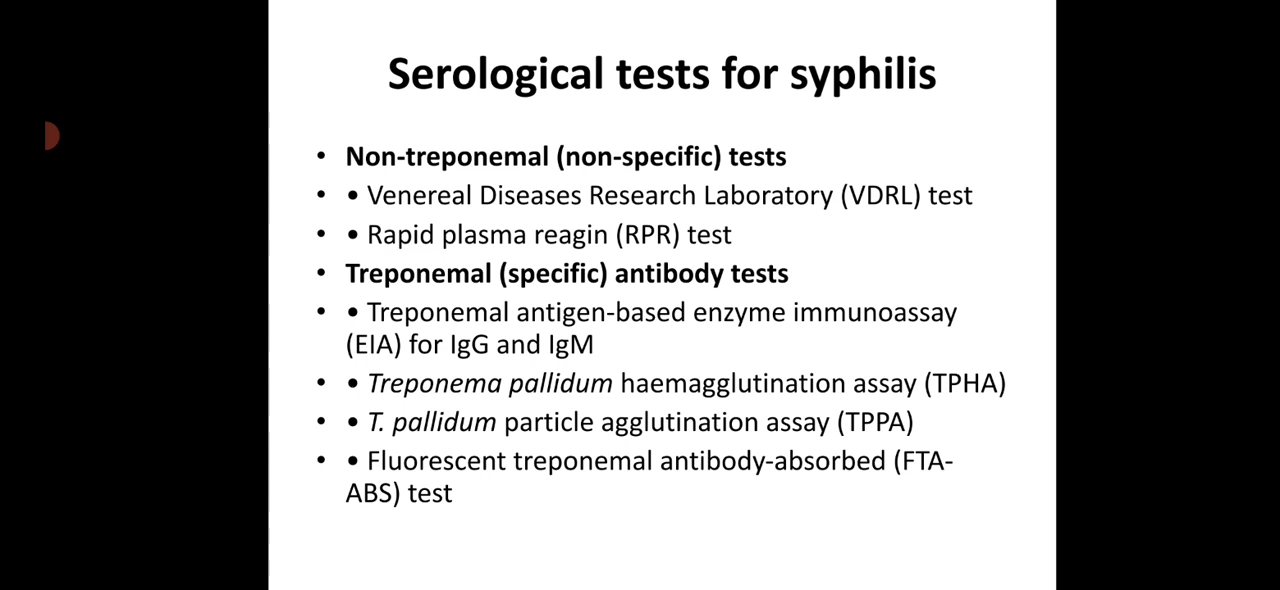 Serological tests for syphilis
• Non-treponemal (non-specific) tests
• • Venereal Diseases Research Laboratory (VDRL) test
• • Rapid plasma reagin (RPR) test
• Treponemal (specific) antibody tests
• • Treponemal antigen-based enzyme immunoassay
(EIA) for IgG and IgM
• • Treponema pallidum haemagglutination assay (TPHA)
• • T. pallidum particle agglutination assay (TPPA)
• • Fluorescent treponemal antibody-absorbed (FTA-
ABS) test